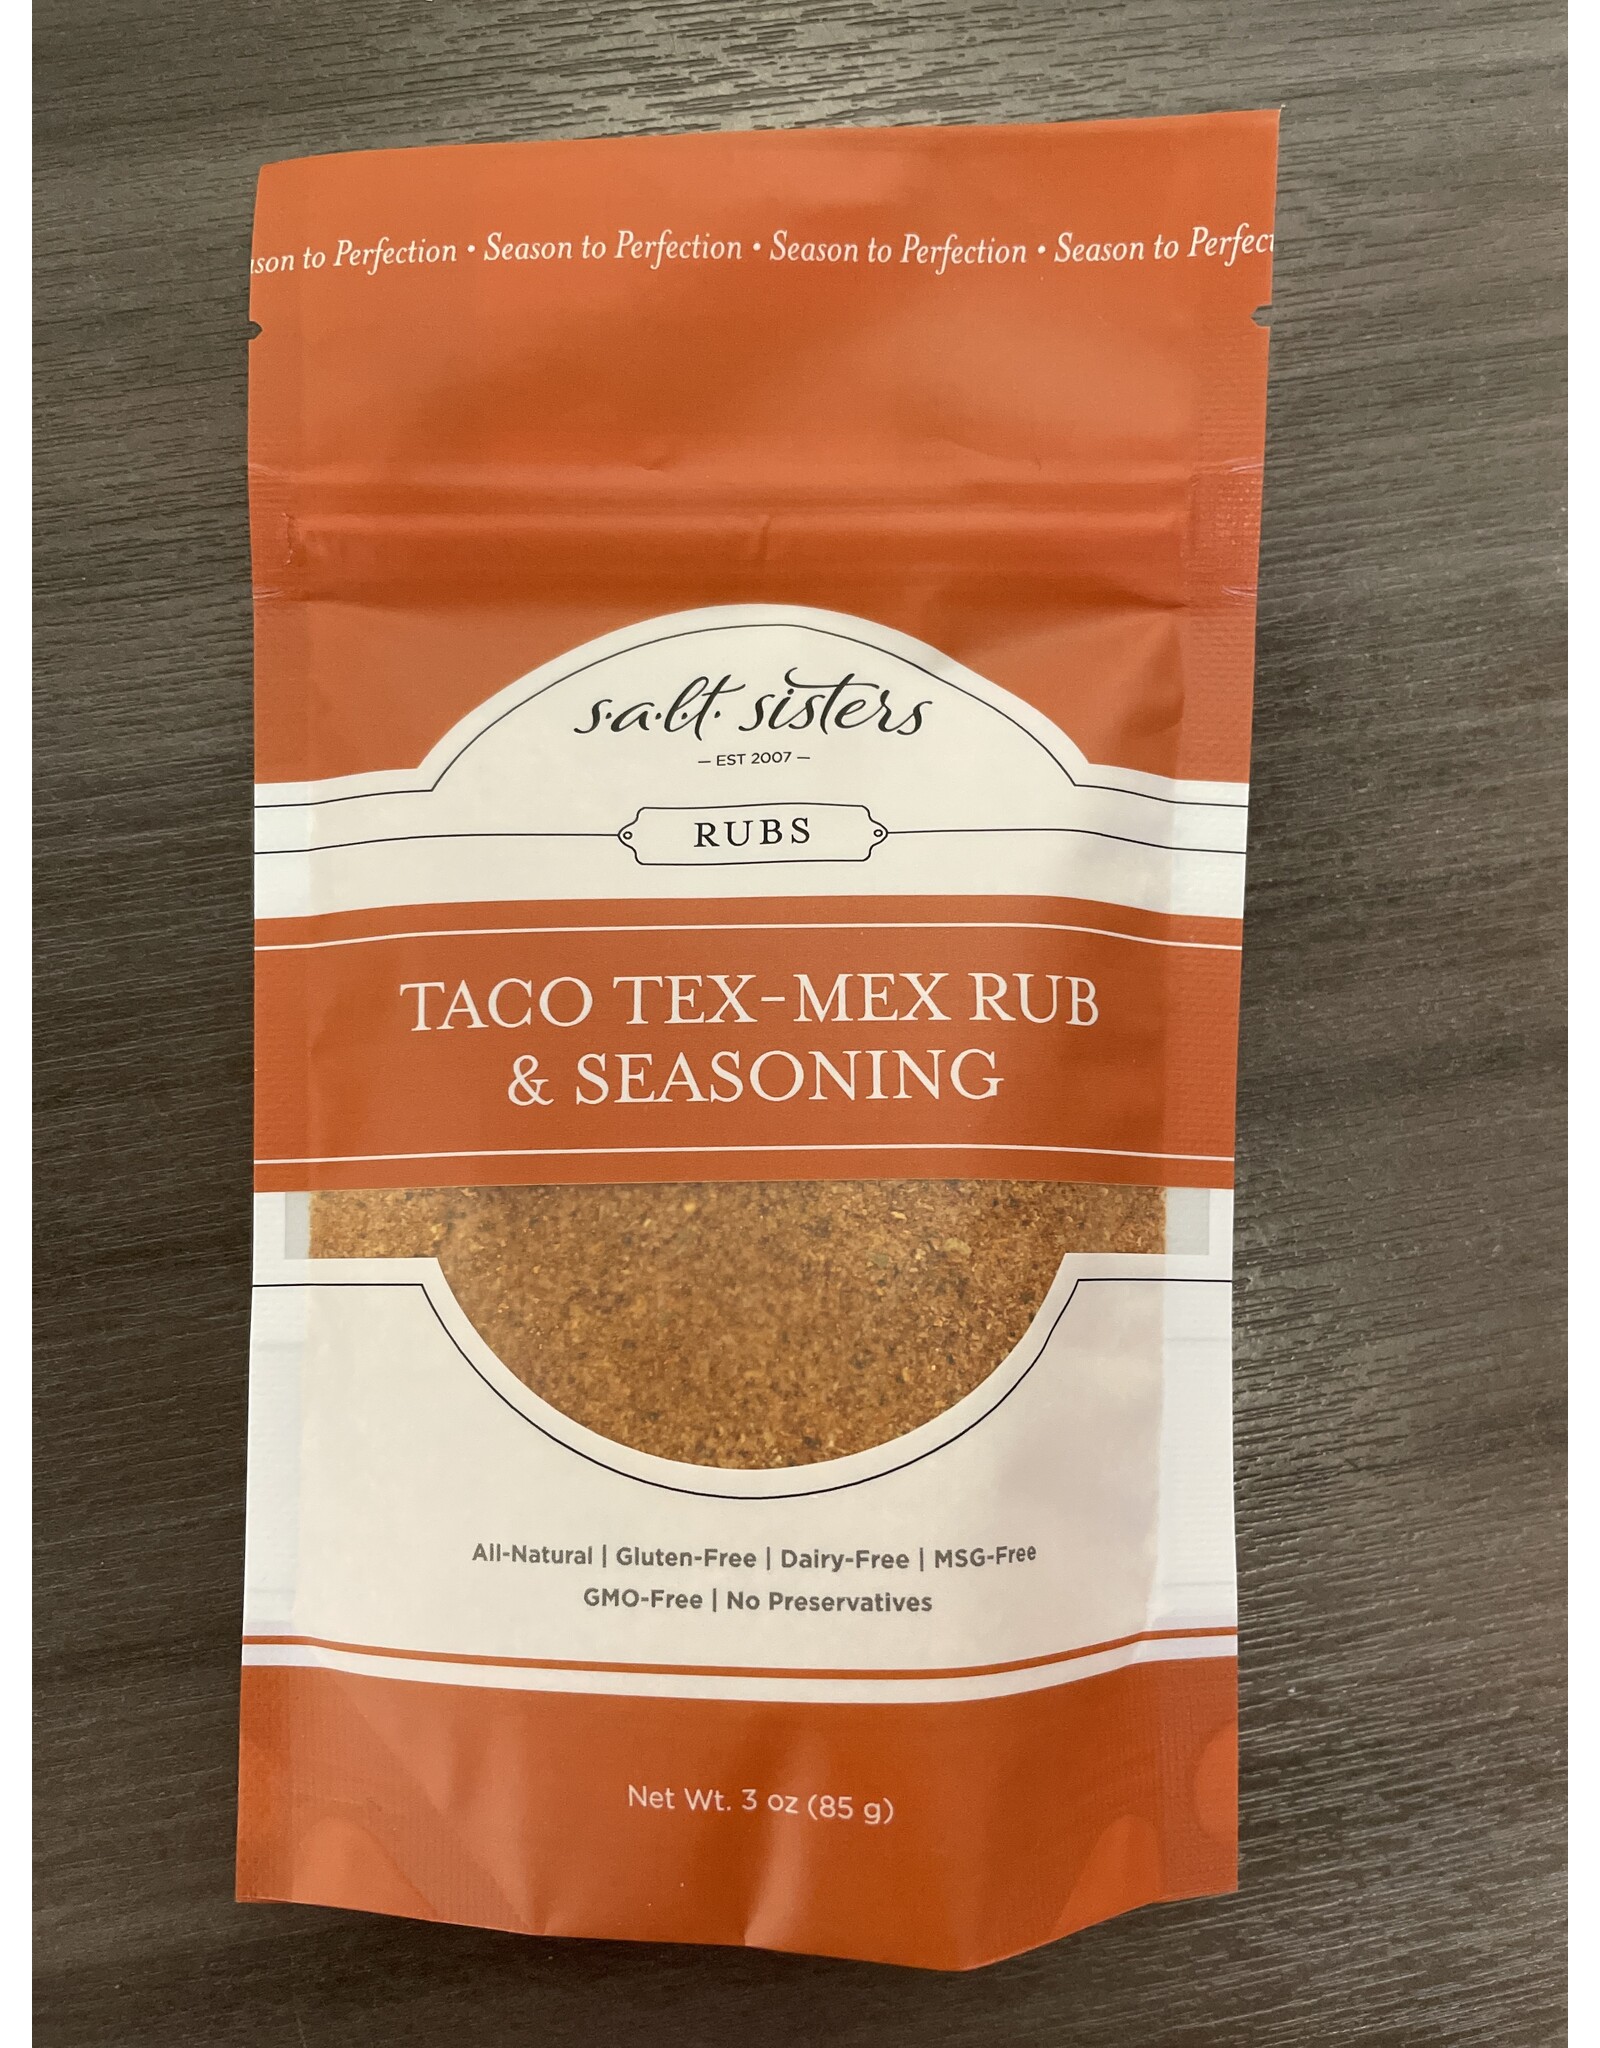 son to Perfection • Season to Perfection • Season to Perfection • Season to Perfect
s·a·l·t· sisters
— EST 2007 —
RUBS
TACO TEX-MEX RUB
& SEASONING
All-Natural | Gluten-Free | Dairy-Free | MSG-Free
GMO-Free | No Preservatives
Net Wt. 3 oz (85 g)